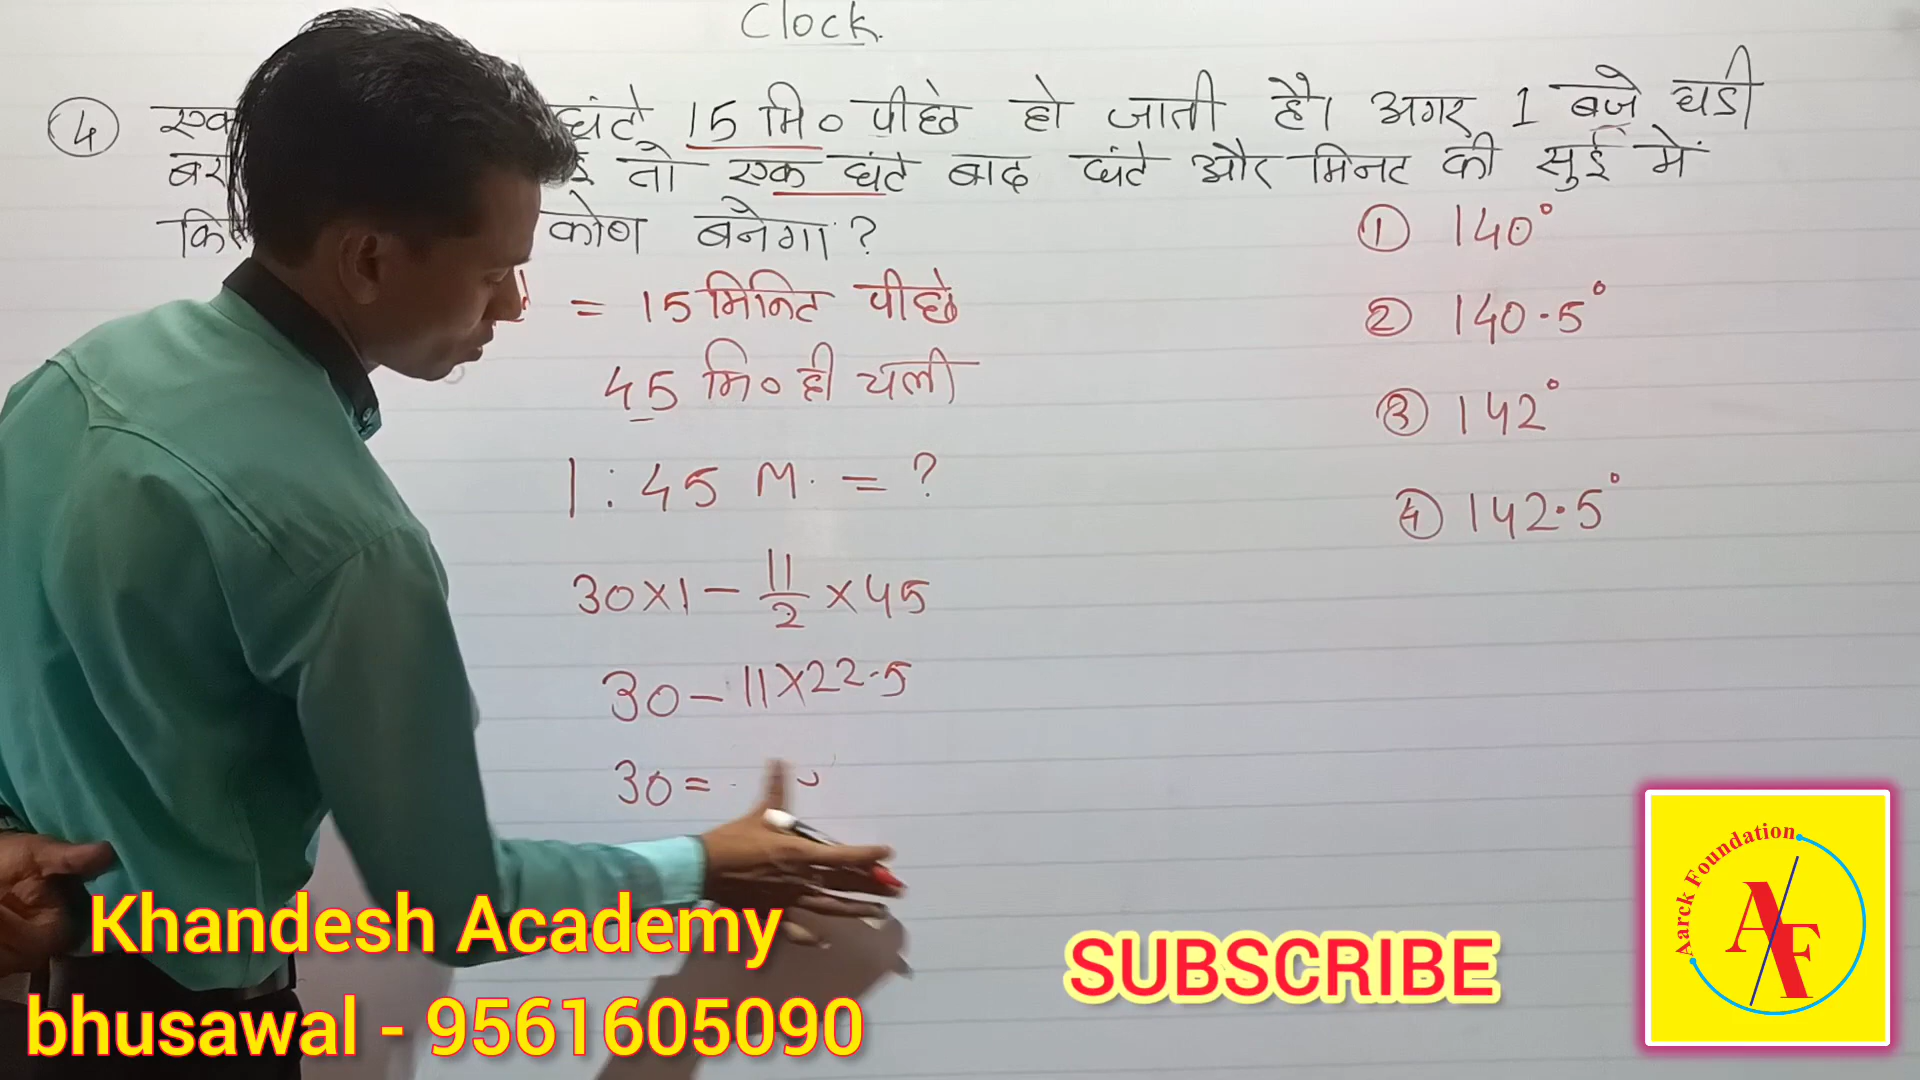 Clock.
④ एक घंटे 15 मि० पीछे हो जाती है। अगर 1 बजे घडी
तो एक घंटे बाद घंटे और मिनट की सुई में
कोण बनेगा ?
① 140°
② 140.5°
③ 142°
④ 142.5°
= 15 मिनिट पीछे
45 मि० ही चली
1 : 45 M. = ?
30×1 - 11/2 ×45
30 - 11×22.5
30 =
Khandesh Academy
bhusawal - 9561605090
SUBSCRIBE
Aarck Foundation
AF